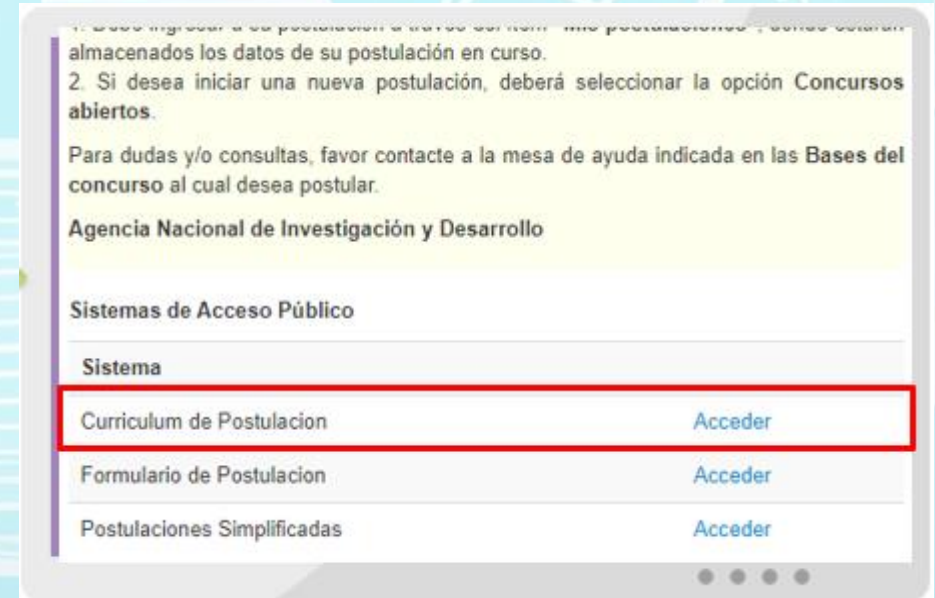 almacenados los datos de su postulación en curso.
2. Si desea iniciar una nueva postulación, deberá seleccionar la opción Concursos
abiertos.
Para dudas y/o consultas, favor contacte a la mesa de ayuda indicada en las Bases del
concurso al cual desea postular.
Agencia Nacional de Investigación y Desarrollo
Sistemas de Acceso Público
Sistema
Curriculum de Postulacion Acceder
Formulario de Postulacion Acceder
Postulaciones Simplificadas Acceder